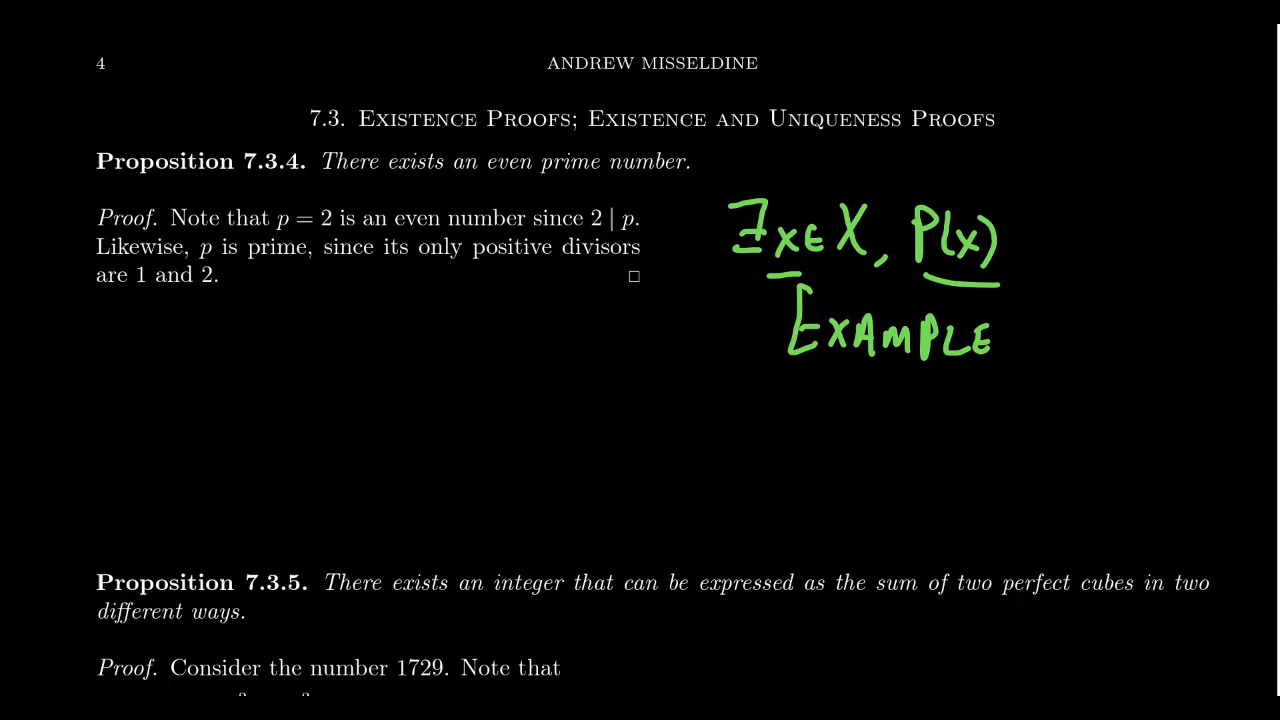 4 ANDREW MISSELDINE
7.3. Existence Proofs; Existence and Uniqueness Proofs
Proposition 7.3.4. There exists an even prime number.
Proof. Note that p = 2 is an even number since 2 | p.
Likewise, p is prime, since its only positive divisors
are 1 and 2. □
∃x∈X, P(x)
EXAMPLE
Proposition 7.3.5. There exists an integer that can be expressed as the sum of two perfect cubes in two
different ways.
Proof. Consider the number 1729. Note that